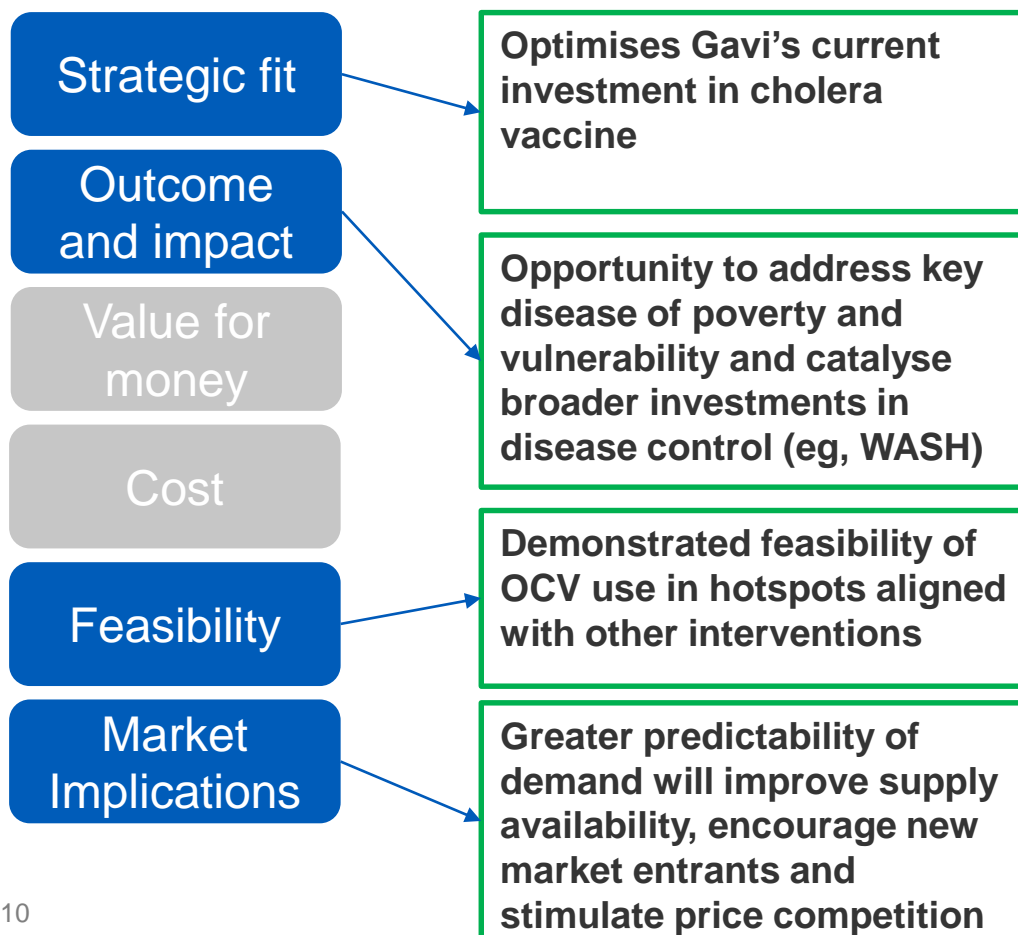 Strategic fit
Optimises Gavi’s current
investment in cholera
vaccine
Outcome
and impact
Opportunity to address key
disease of poverty and
vulnerability and catalyse
broader investments in
disease control (eg, WASH)
Value for
money
Cost
Feasibility
Demonstrated feasibility of
OCV use in hotspots aligned
with other interventions
Market
Implications
Greater predictability of
demand will improve supply
availability, encourage new
market entrants and
stimulate price competition
10